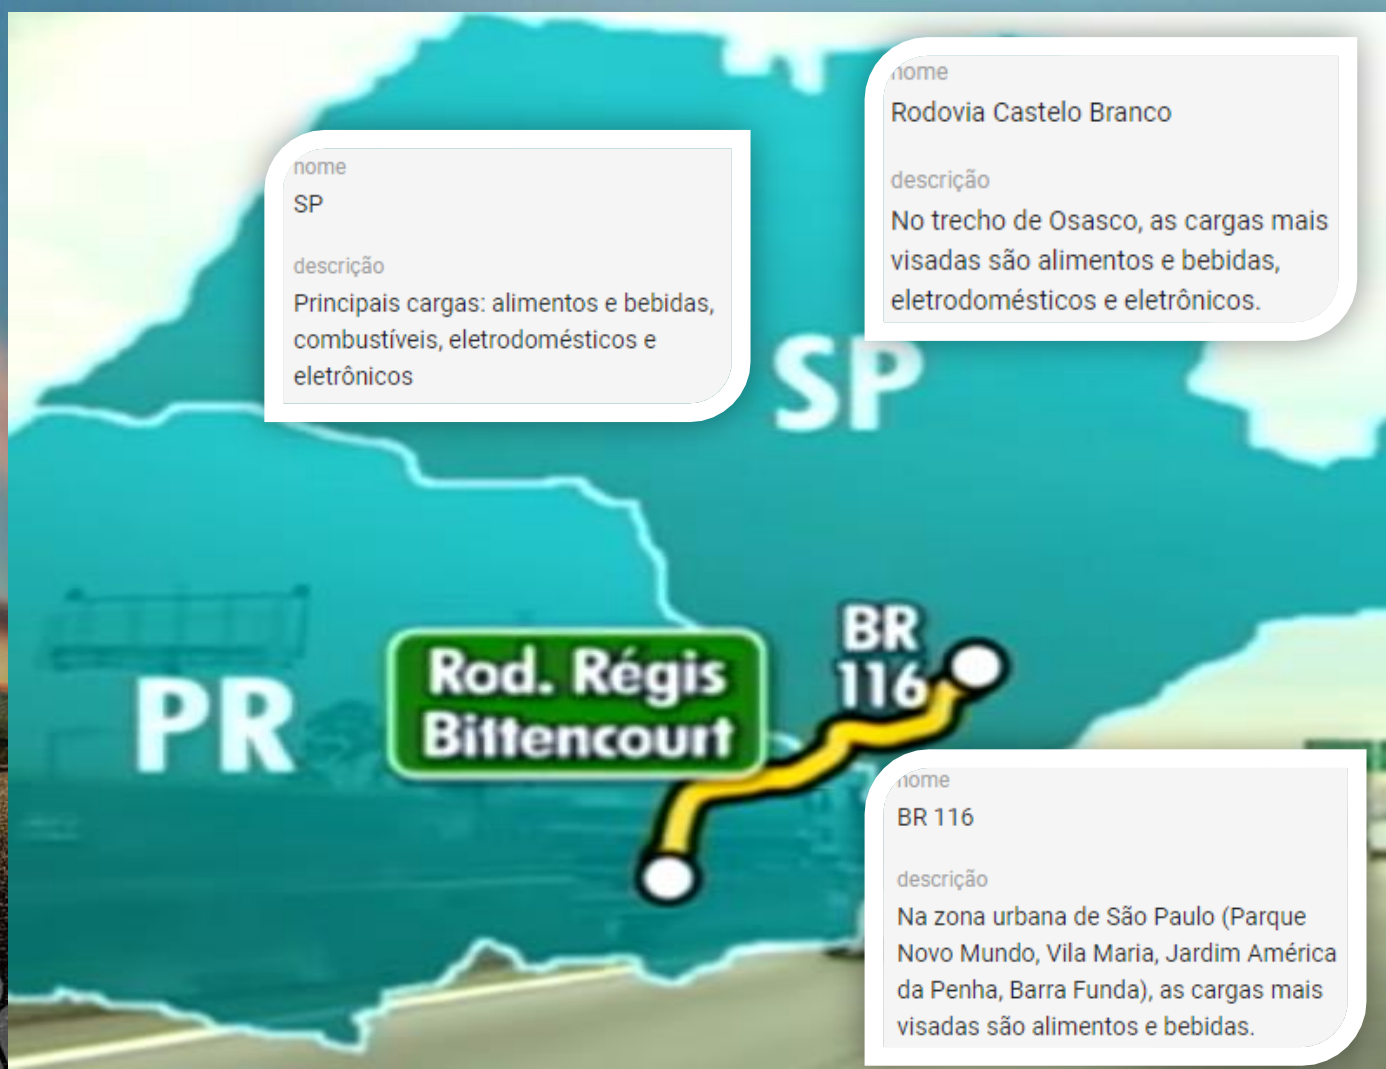 nome
Rodovia Castelo Branco
descrição
No trecho de Osasco, as cargas mais
visadas são alimentos e bebidas,
eletrodomésticos e eletrônicos.
nome
SP
descrição
Principais cargas: alimentos e bebidas,
combustíveis, eletrodomésticos e
eletrônicos
SP
BR
116
Rod. Régis
Bittencourt
PR
nome
BR 116
descrição
Na zona urbana de São Paulo (Parque
Novo Mundo, Vila Maria, Jardim América
da Penha, Barra Funda), as cargas mais
visadas são alimentos e bebidas.